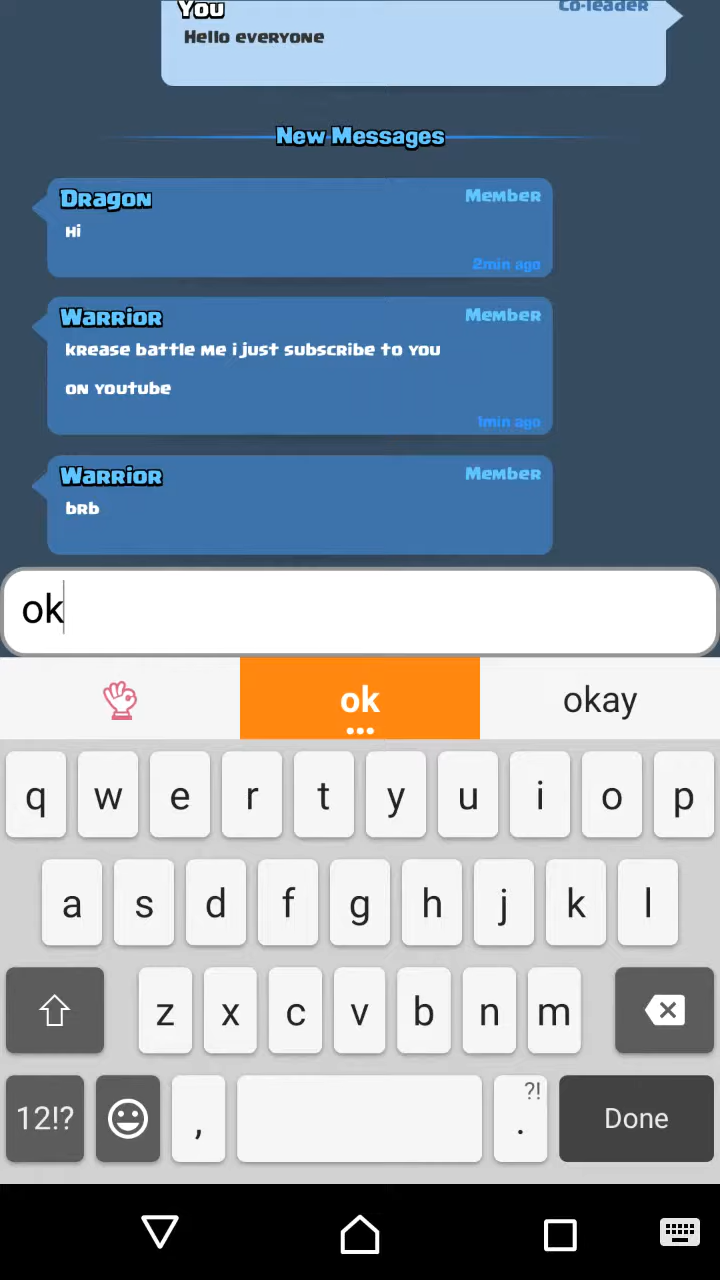 You Co-leader
Hello everyone
New Messages
Dragon Member
Hi
2min ago
Warrior Member
krease battle me i just subscribe to you
on youtube
1min ago
Warrior Member
brb
ok
ok okay
q w e r t y u i o p
a s d f g h j k l
z x c v b n m
12!? , . ?! Done